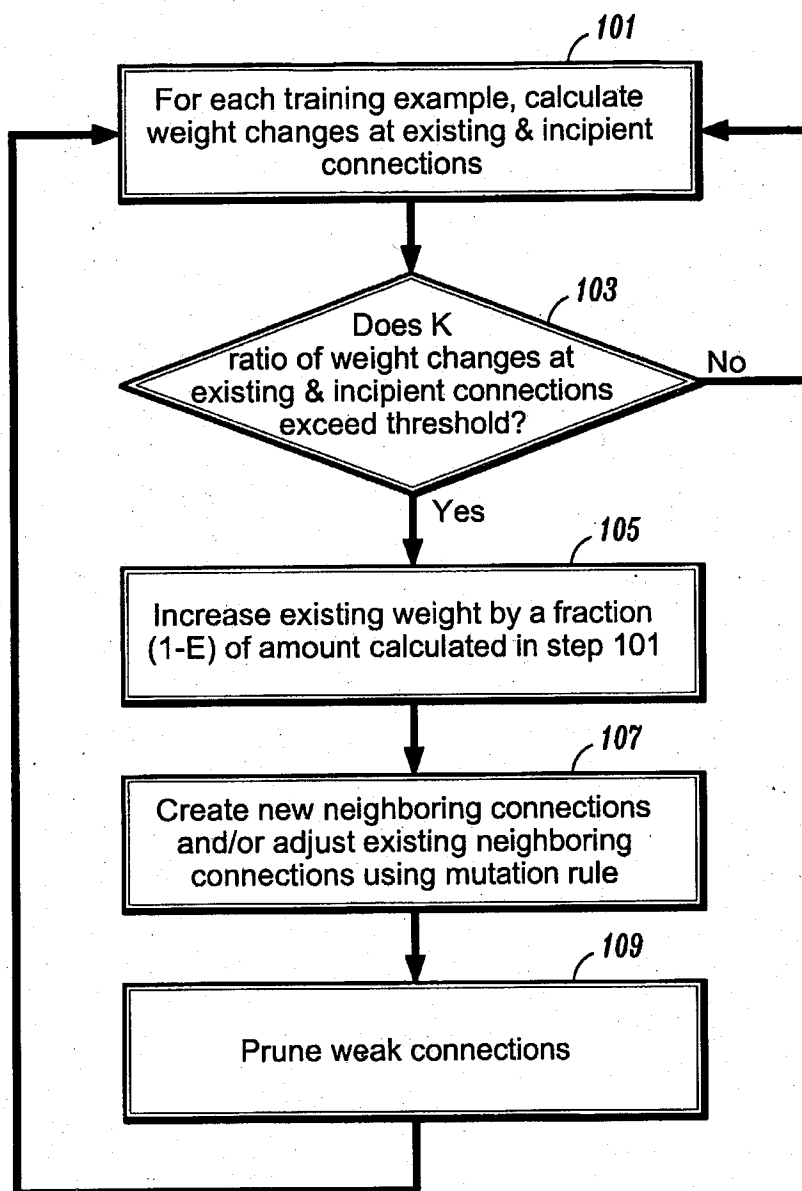 101
For each training example, calculate
weight changes at existing & incipient
connections
103
Does K
ratio of weight changes at
existing & incipient connections
exceed threshold?
No
Yes
105
Increase existing weight by a fraction
(1-E) of amount calculated in step 101
107
Create new neighboring connections
and/or adjust existing neighboring
connections using mutation rule
109
Prune weak connections